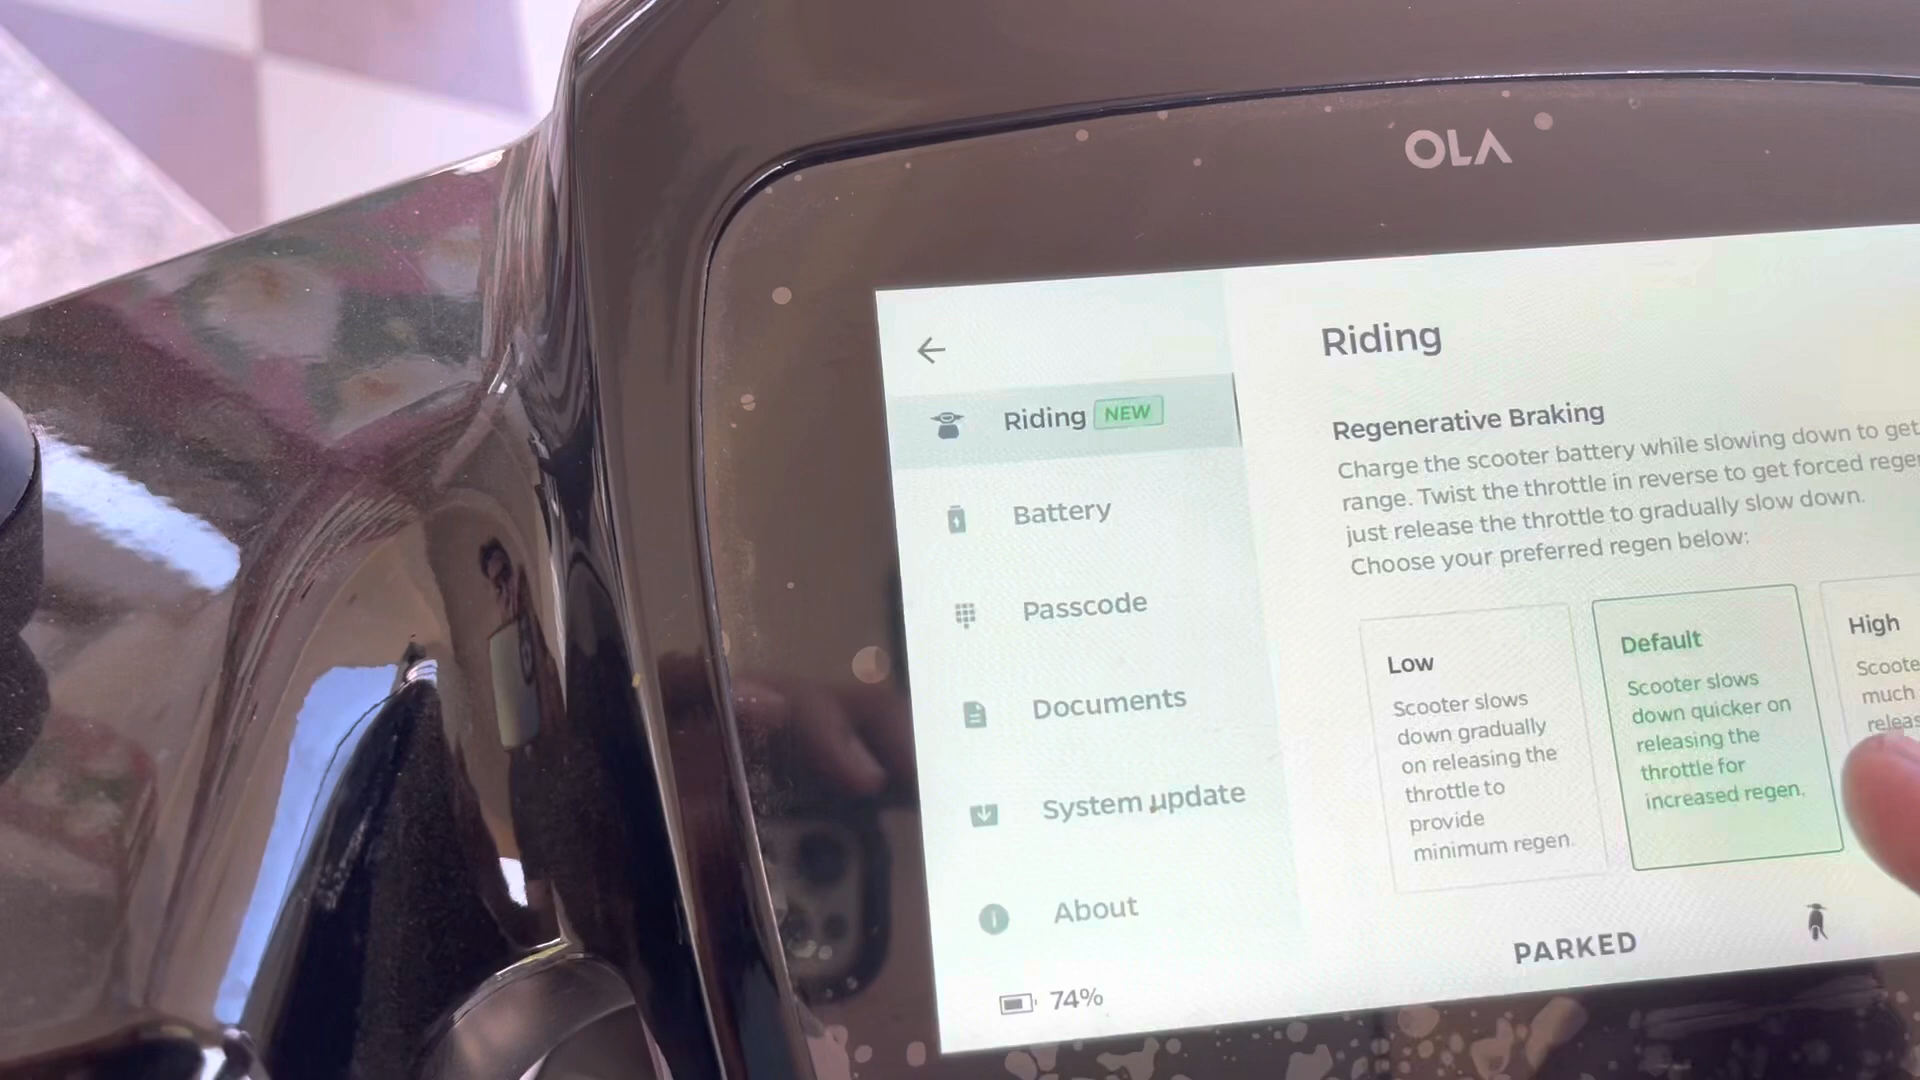 OLA
Riding
Riding NEW
Battery
Passcode
Documents
System update
About
74%
Regenerative Braking
Charge the scooter battery while slowing down to get
range. Twist the throttle in reverse to get forced
just release the throttle to gradually slow down.
Choose your preferred regen below:
Low
Scooter slows
down gradually
on releasing the
throttle to
provide
minimum regen.
Default
Scooter slows
down quicker on
releasing the
throttle for
increased regen.
High
much
PARKED